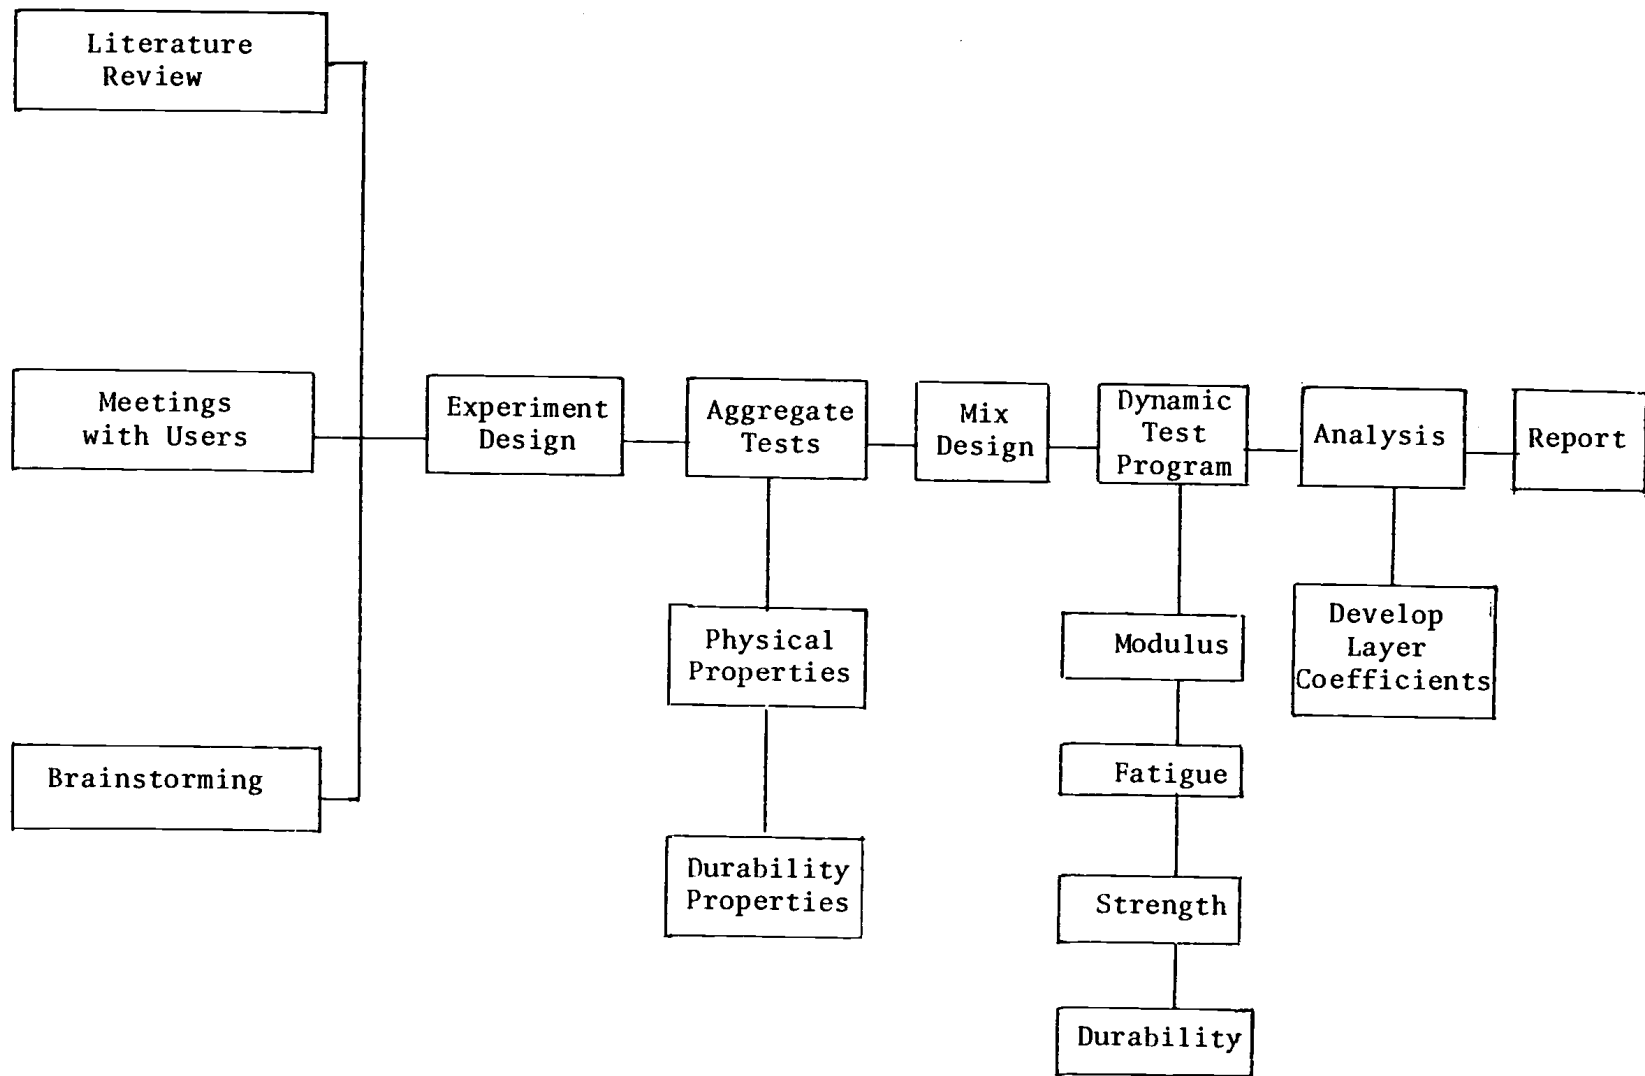 Literature
Review
Meetings
with Users
Brainstorming
Experiment
Design
Aggregate
Tests
Physical
Properties
Durability
Properties
Mix
Design
Dynamic
Test
Program
Modulus
Fatigue
Strength
Durability
Analysis
Develop
Layer
Coefficients
Report